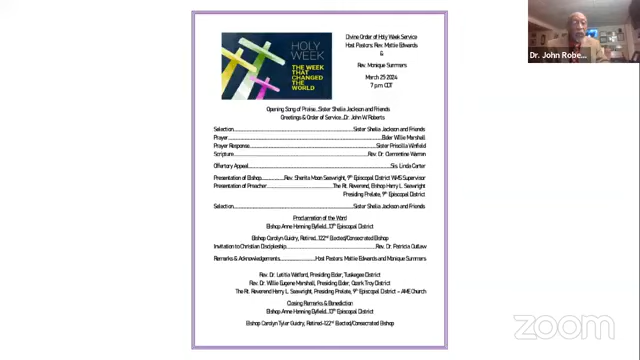 Divine Order of Holy Week Service
Host Pastors: Rev. Mattie Edwards
&
Rev. Monique Summers
March 25 2024
7 p.m CDT
HOLY
WEEK
THE WEEK
THAT
CHANGED
THE
WORLD
Opening Song of Praise...Sister Shelia Jackson and Friends
Greetings & Order of Service...Dr. John W. Roberts
Selection...Sister Shelia Jackson and Friends
Prayer...Elder Willie Marshall
Prayer Response...Sister Priscilla Winfield
Scripture...Rev. Dr. Clementine Warren
Offertory Appeal...Sis. Linda Carter
Presentation of Bishop...Rev. Sherita Moon Seawright, 9th Episcopal District WMS Supervisor
Presentation of Preacher...The Rt. Reverend, Bishop Harry L. Seawright
Presiding Prelate, 9th Episcopal District
Selection...Sister Shelia Jackson and Friends
Proclamation of the Word
Bishop Anne Henning Byfield...13th Episcopal District
Bishop Carolyn Guidry, Retired...122nd Elected/Consecrated Bishop
Invitation to Christian Discipleship...Rev. Dr. Patricia Outlaw
Remarks & Acknowledgements...Host Pastors: Mattie Edwards and Monique Summers
Rev. Dr. Letitia Watford, Presiding Elder, Tuskegee District
Rev. Dr. Willie Eugene Marshall, Presiding Elder, Ozark Troy District
The Rt. Reverend Harry L. Seawright, Presiding Prelate, 9th Episcopal District – AME Church
Closing Remarks & Benediction
Bishop Anne Henning Byfield...13th Episcopal District
Bishop Carolyn Tyler Guidry, Retired-122nd Elected/Consecrated Bishop
Dr. John Robe...
zoom